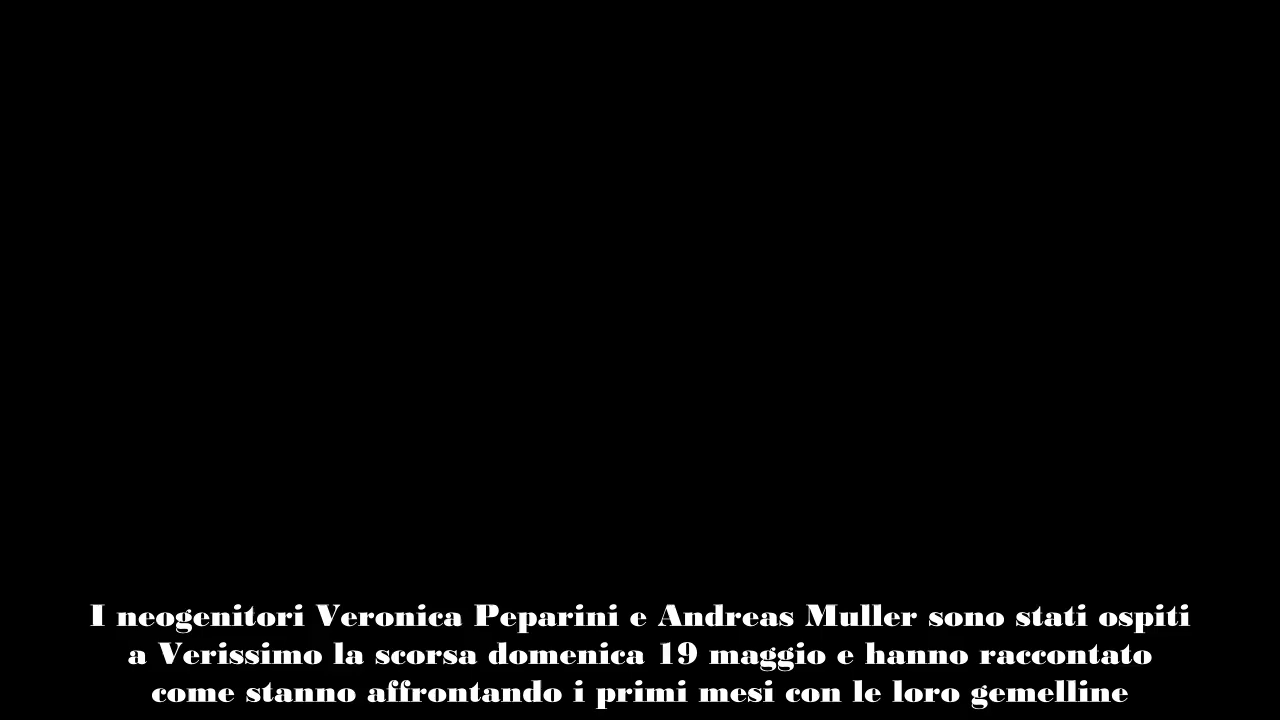 I neogenitori Veronica Peparini e Andreas Muller sono stati ospiti
a Verissimo la scorsa domenica 19 maggio e hanno raccontato
come stanno affrontando i primi mesi con le loro gemelline